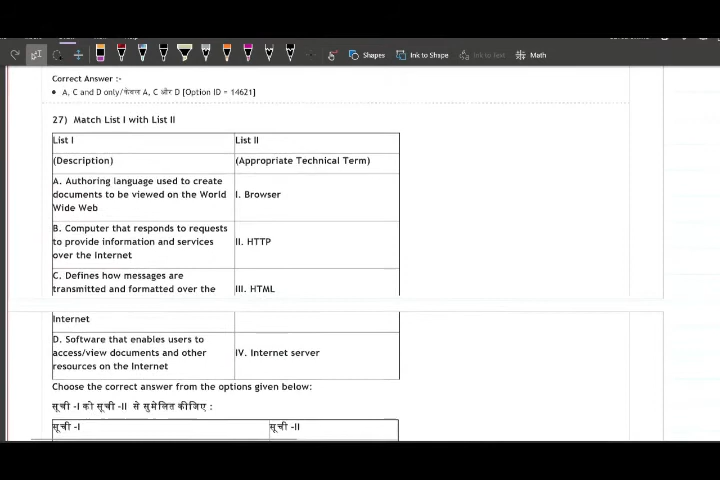 Shapes
Ink to Shape
Ink to Text
Math
Correct Answer :-
A, C and D only/केवल A, C और D [Option ID = 14621]
27) Match List I with List II
List I
List II
(Description)
(Appropriate Technical Term)
A. Authoring language used to create
documents to be viewed on the World
Wide Web
I. Browser
B. Computer that responds to requests
to provide information and services
over the Internet
II. HTTP
C. Defines how messages are
transmitted and formatted over the
III. HTML
Internet
D. Software that enables users to
access/view documents and other
resources on the Internet
IV. Internet server
Choose the correct answer from the options given below:
सूची -I को सूची -II से सुमेलित कीजिए :
सूची -I
सूची -II